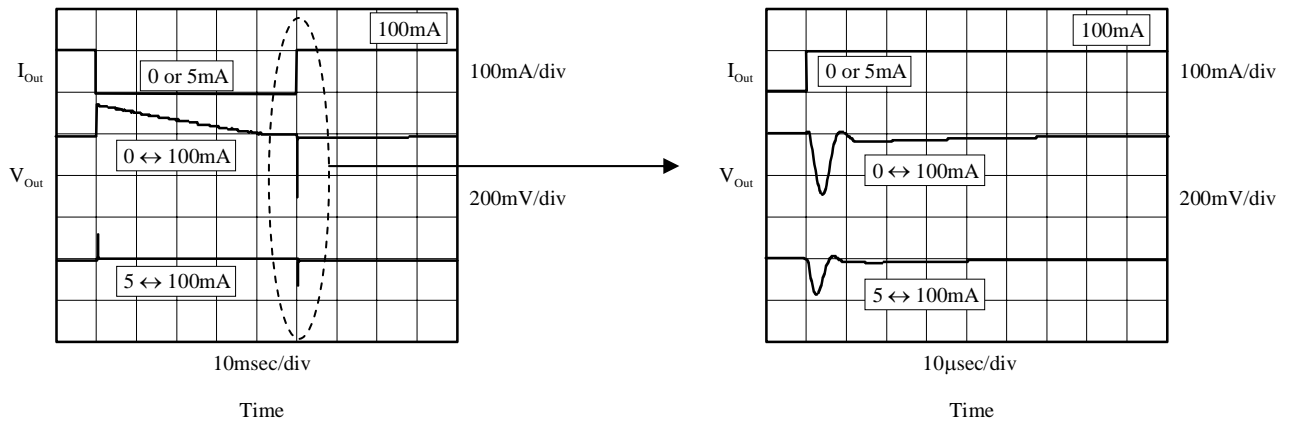 100mA
I_Out
0 or 5mA
100mA/div
0 ↔ 100mA
V_Out
200mV/div
5 ↔ 100mA
10msec/div
Time
100mA
I_Out
0 or 5mA
100mA/div
0 ↔ 100mA
V_Out
200mV/div
5 ↔ 100mA
10μsec/div
Time